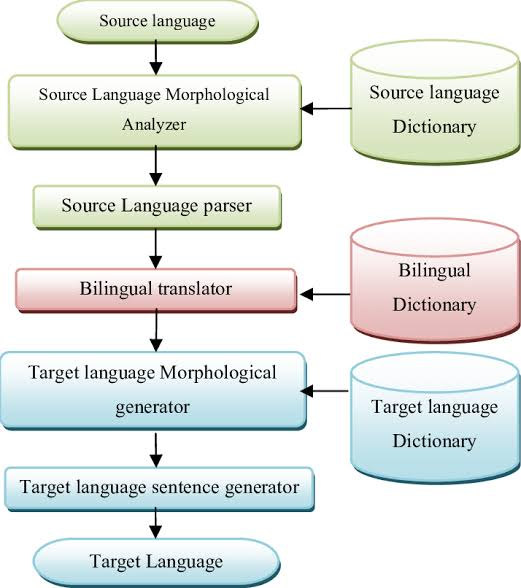 Source language
Source Language Morphological
Analyzer
Source language
Dictionary
Source Language parser
Bilingual translator
Bilingual
Dictionary
Target language Morphological
generator
Target language
Dictionary
Target language sentence generator
Target Language